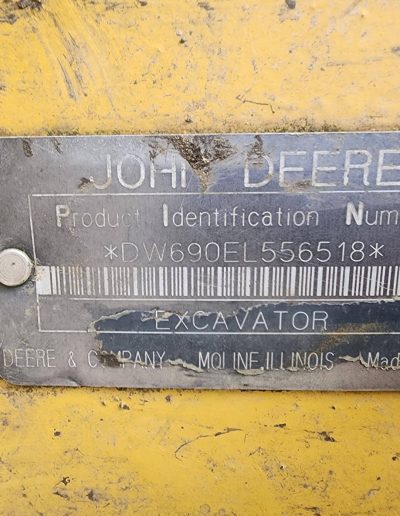 JOHN DEERE
Product Identification Num
*DW690EL556518*
EXCAVATOR
DEERE & COMPANY MOLINE ILLINOIS Mad